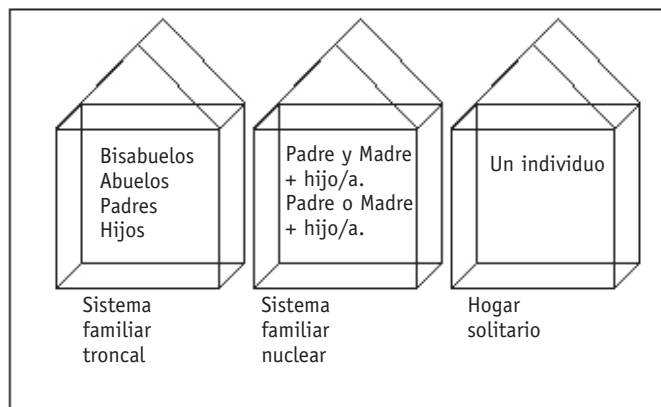 Bisabuelos
Abuelos
Padres
Hijos
Sistema
familiar
troncal
Padre y Madre
+ hijo/a.
Padre o Madre
+ hijo/a.
Sistema
familiar
nuclear
Un individuo
Hogar
solitario